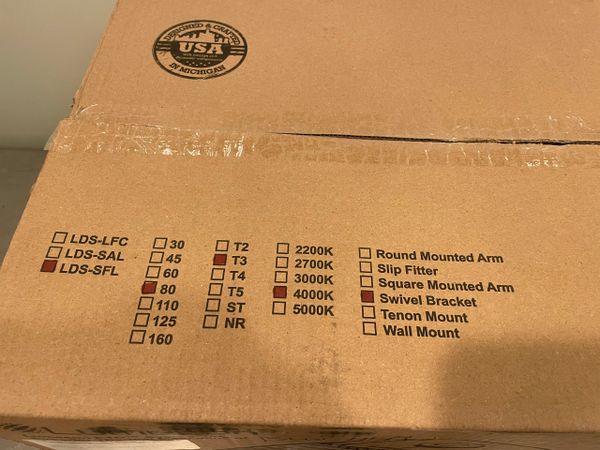 DESIGNED & CRAFTED
USA
IN MICHIGAN
LDS-LFC
LDS-SAL
LDS-SFL
30
45
60
80
110
125
160
T2
T3
T4
T5
ST
NR
2200K
2700K
3000K
4000K
5000K
Round Mounted Arm
Slip Fitter
Square Mounted Arm
Swivel Bracket
Tenon Mount
Wall Mount